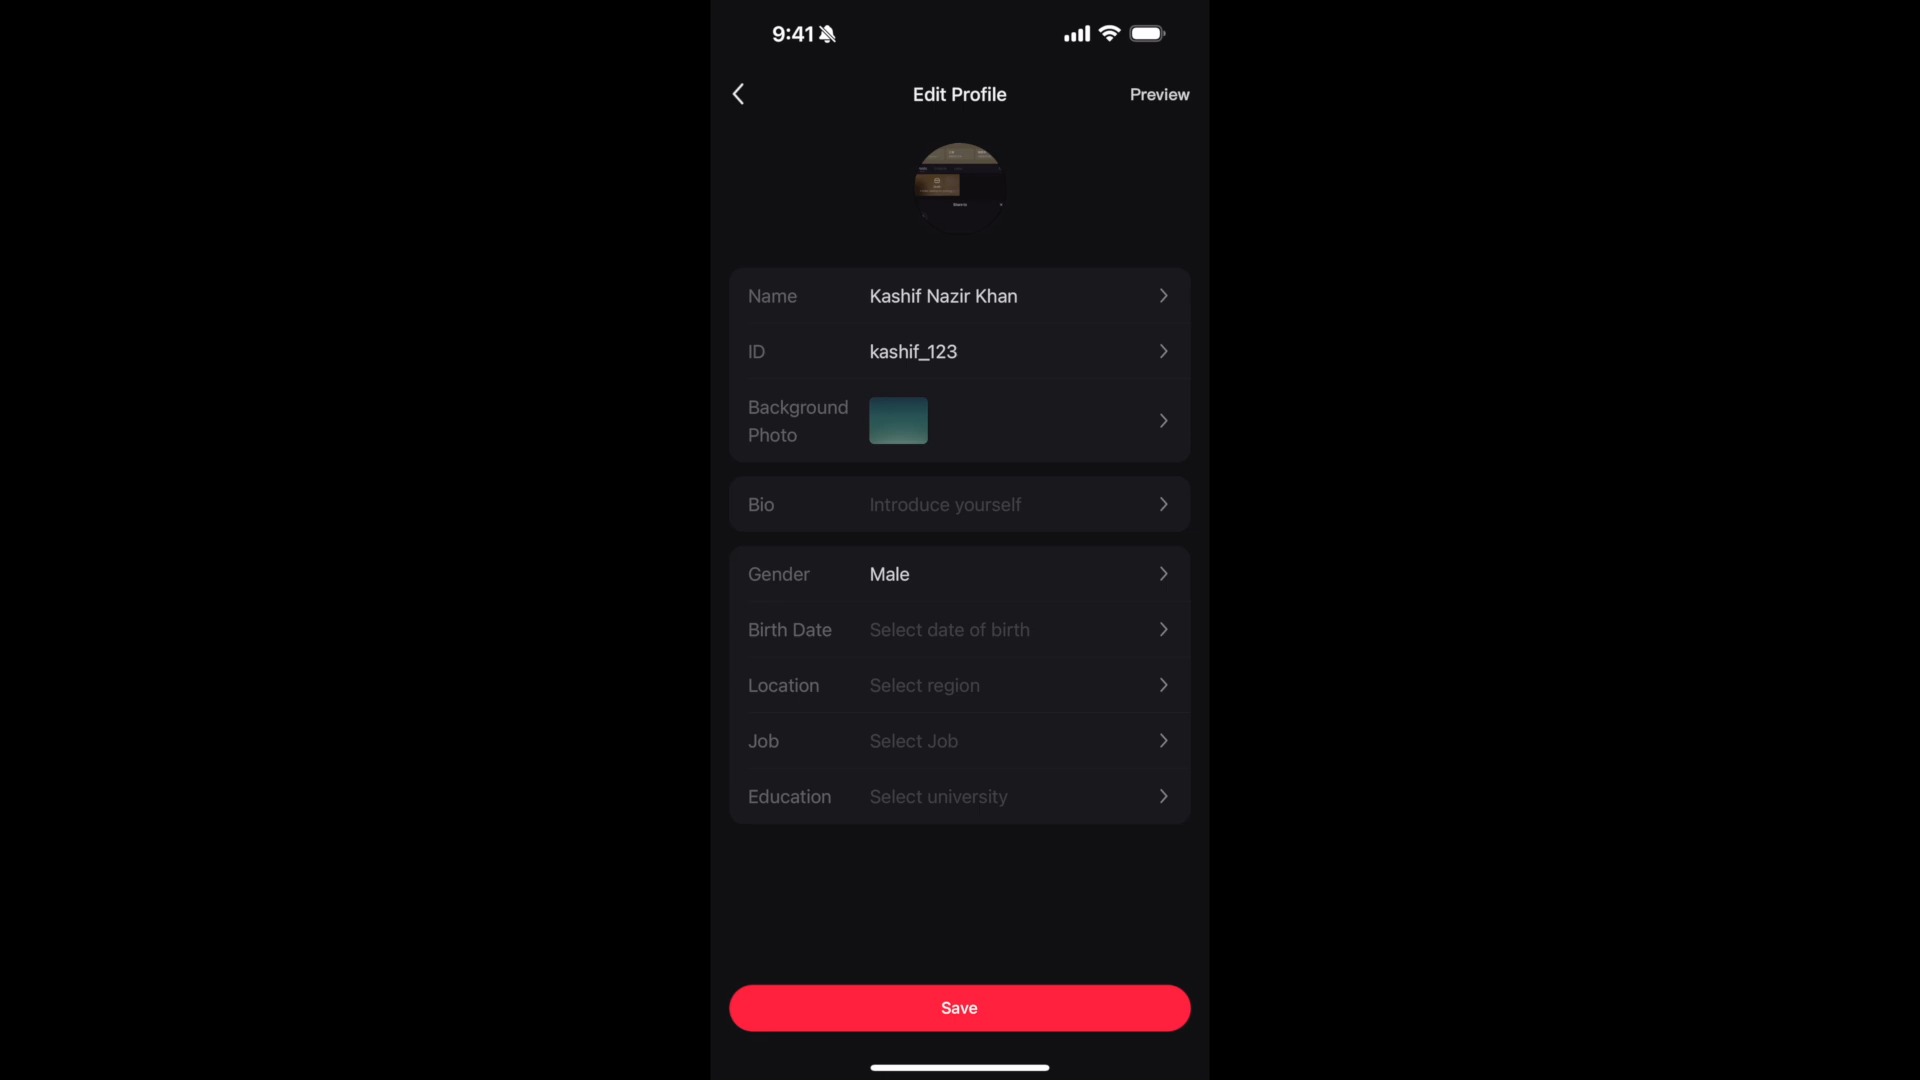 9:41
Edit Profile
Preview
Name
Kashif Nazir Khan
ID
kashif_123
Background
Photo
Bio
Introduce yourself
Gender
Male
Birth Date
Select date of birth
Location
Select region
Job
Select Job
Education
Select university
Save